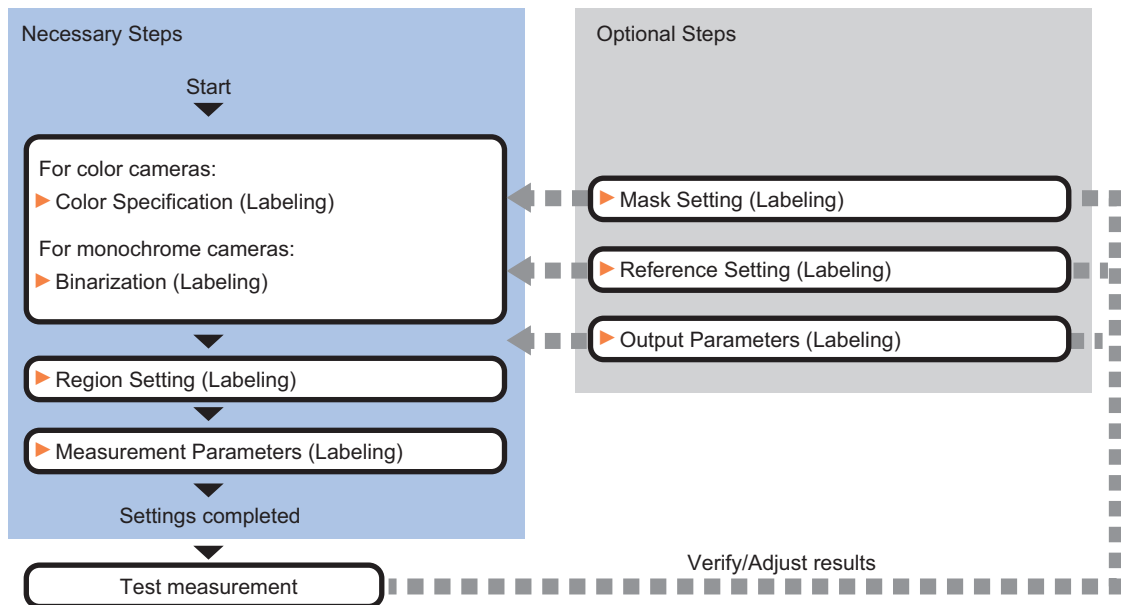 Necessary Steps
Start
For color cameras:
Color Specification (Labeling)
For monochrome cameras:
Binarization (Labeling)
Region Setting (Labeling)
Measurement Parameters (Labeling)
Settings completed
Test measurement
Optional Steps
Mask Setting (Labeling)
Reference Setting (Labeling)
Output Parameters (Labeling)
Verify/Adjust results